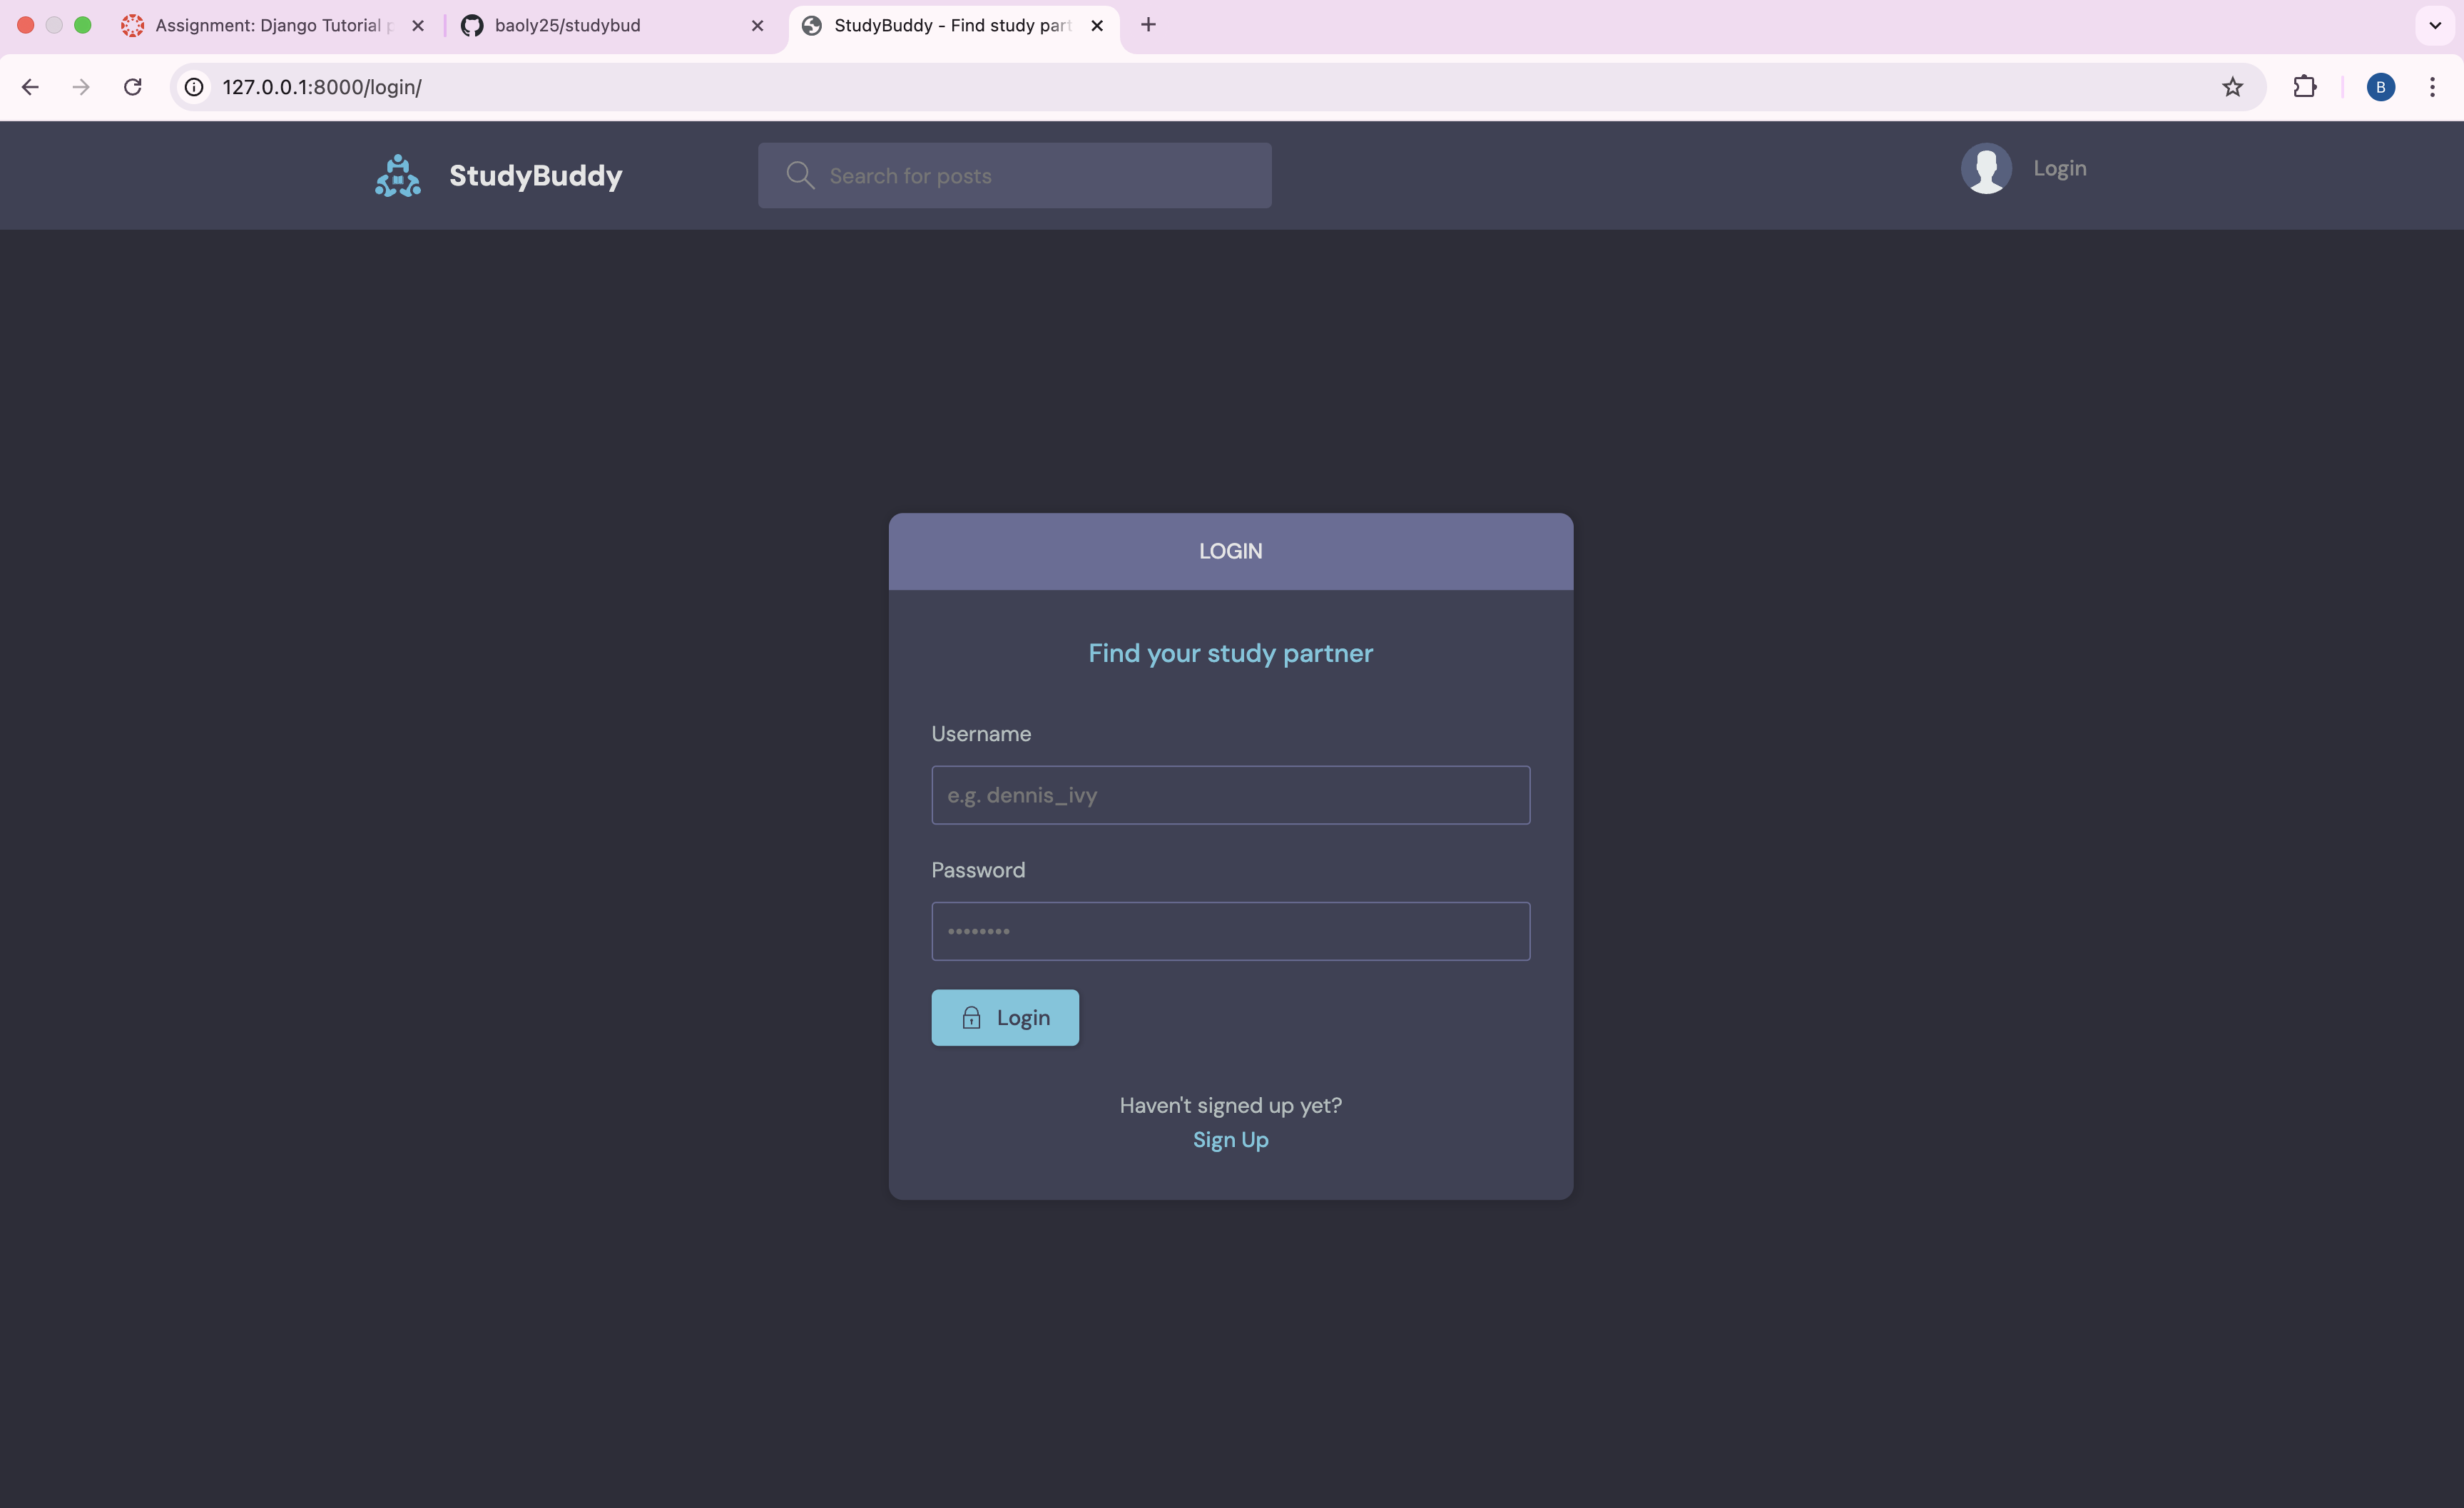 Assignment: Django Tutorial p
baoly25/studybud
StudyBuddy - Find study part
127.0.0.1:8000/login/
B
StudyBuddy
Search for posts
Login
LOGIN
Find your study partner
Username
e.g. dennis_ivy
Password
••••••••
Login
Haven't signed up yet?
Sign Up